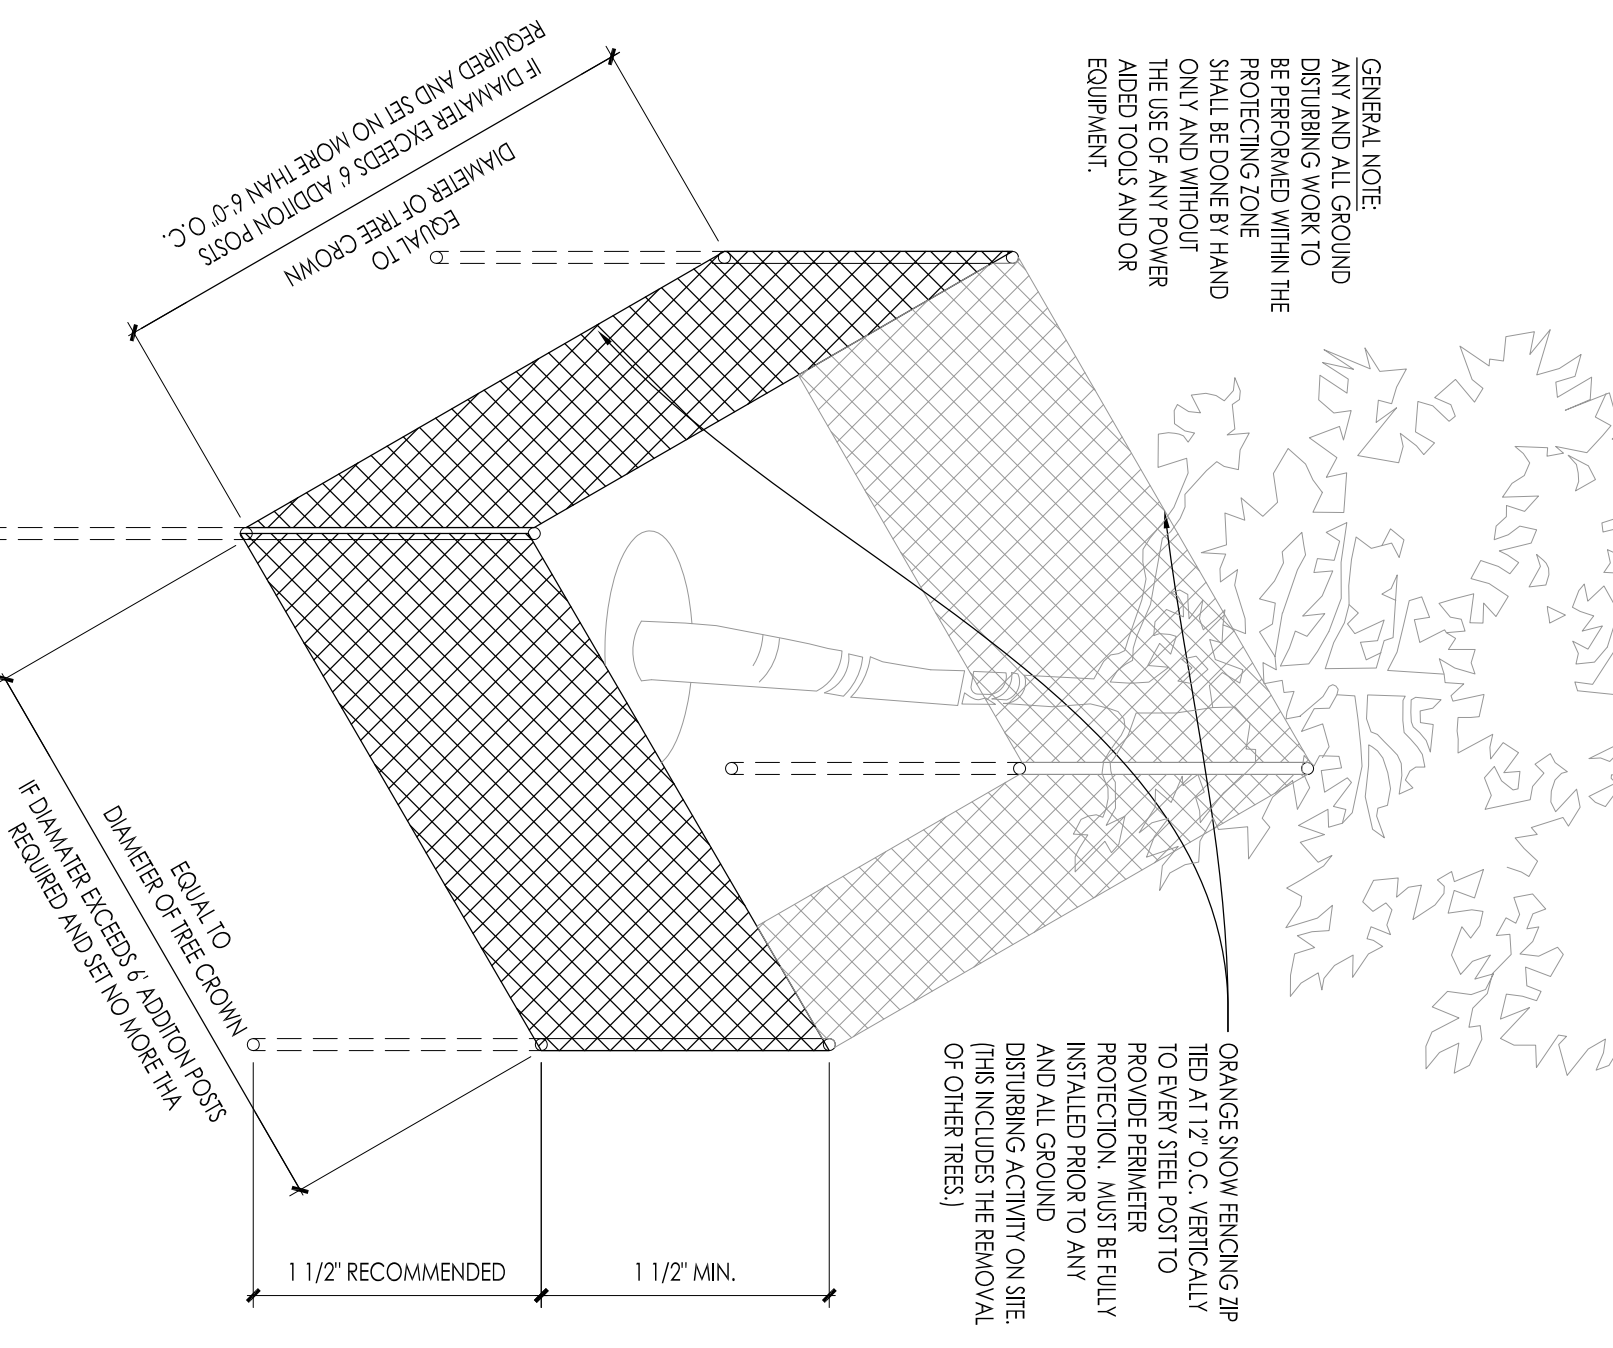 GENERAL NOTE:
ANY AND ALL GROUND
DISTURBING WORK TO
BE PERFORMED WITHIN THE
PROTECTING ZONE
SHALL BE DONE BY HAND
ONLY AND WITHOUT
THE USE OF ANY POWER
AIDED TOOLS AND OR
EQUIPMENT.
ORANGE SNOW FENCING ZIP
TIED AT 12" O.C. VERTICALLY
TO EVERY STEEL POST TO
PROVIDE PERIMETER
PROTECTION. MUST BE FULLY
INSTALLED PRIOR TO ANY
AND ALL GROUND
DISTURBING ACTIVITY ON SITE.
(THIS INCLUDES THE REMOVAL
OF OTHER TREES.)
EQUAL TO
DIAMETER OF TREE CROWN
IF DIAMATER EXCEEDS 6' ADDITON POSTS
REQUIRED AND SET NO MORE THAN 6'-0" O.C.
EQUAL TO
DIAMETER OF TREE CROWN
IF DIAMATER EXCEEDS 6' ADDITON POSTS
REQUIRED AND SET NO MORE THA
1 1/2" RECOMMENDED
1 1/2" MIN.